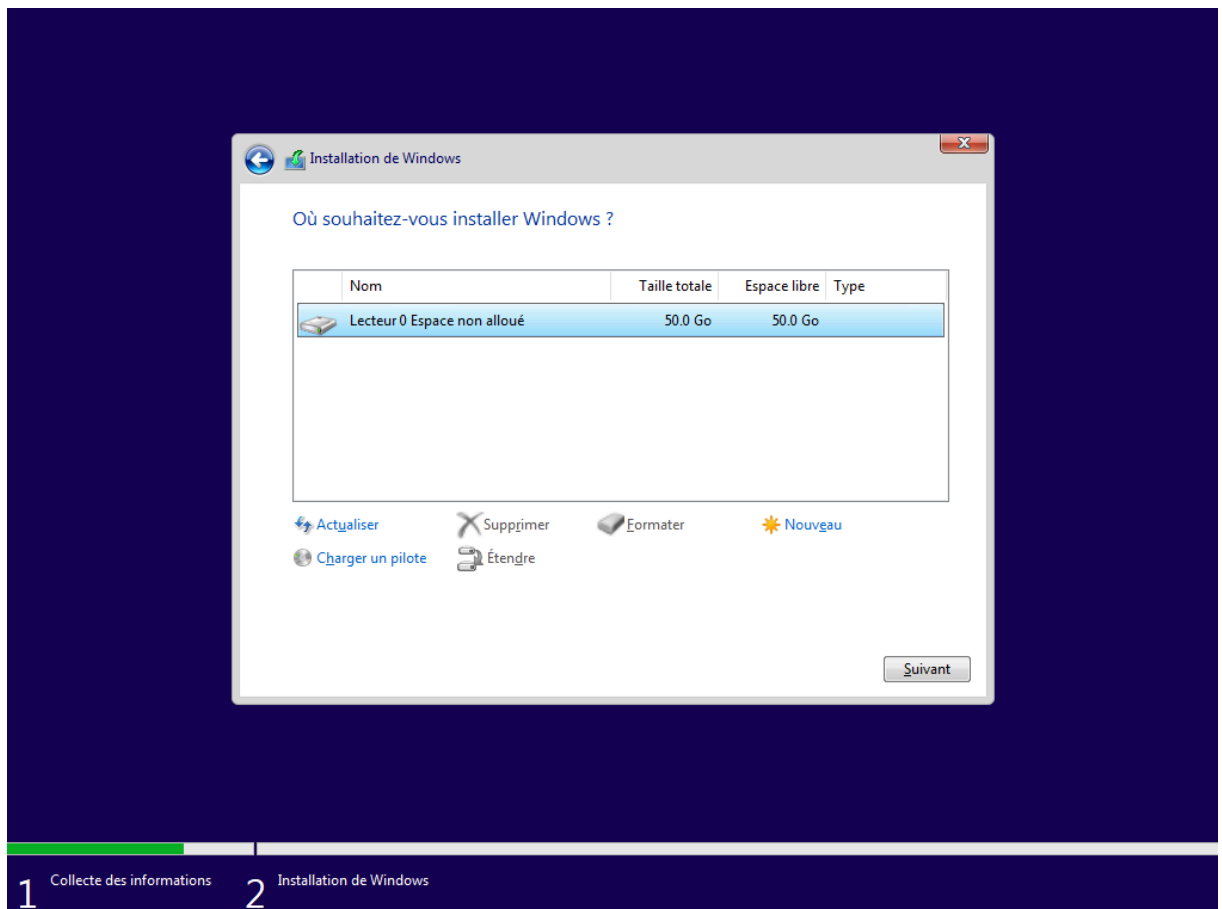 Installation de Windows
Où souhaitez-vous installer Windows ?
Nom Taille totale Espace libre Type
Lecteur 0 Espace non alloué 50.0 Go 50.0 Go
Actualiser Supprimer Formater Nouveau
Charger un pilote Étendre
Suivant
1 Collecte des informations 2 Installation de Windows